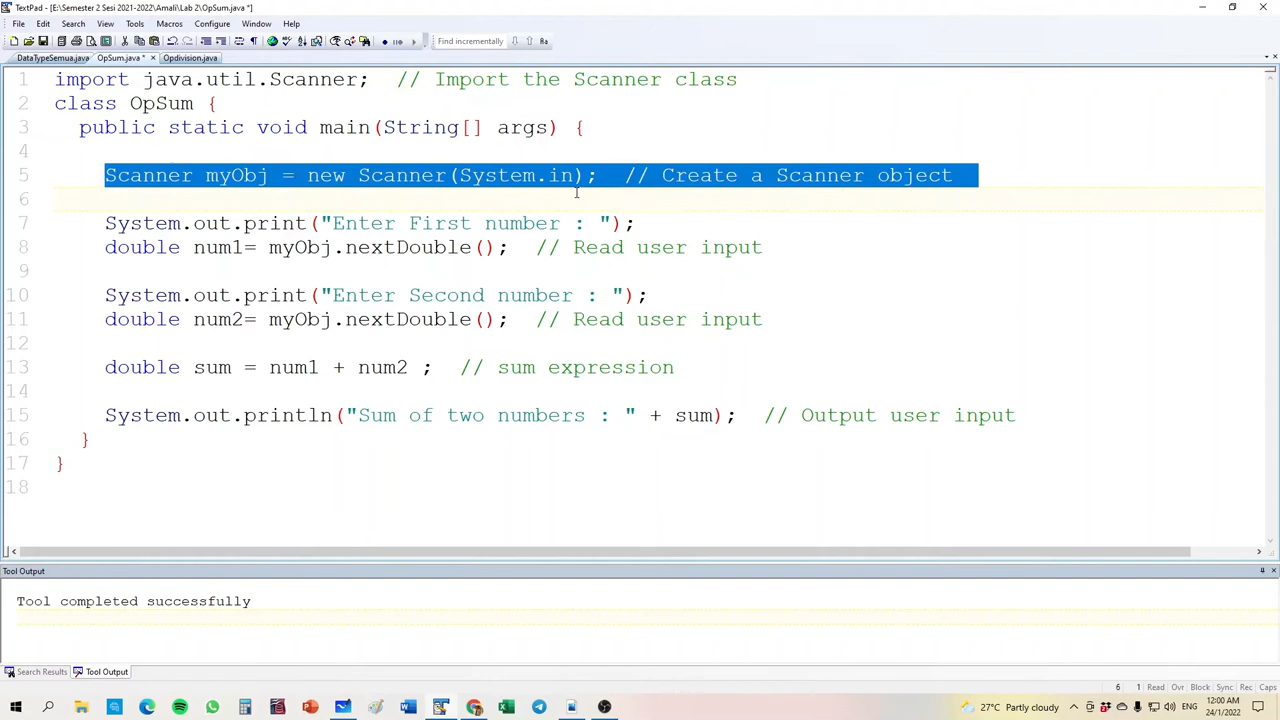 TextPad - [E:\Semester 2 Sesi 2021-2022\Amali\Lab 2\OpSum.java *]
File Edit Search View Tools Macros Configure Window Help
Find incrementally
DataTypeSemua.java OpSum.java * Opdivision.java
1 import java.util.Scanner; // Import the Scanner class
2 class OpSum {
3 public static void main(String[] args) {
4
5 Scanner myObj = new Scanner(System.in); // Create a Scanner object
6
7 System.out.print("Enter First number : ");
8 double num1= myObj.nextDouble(); // Read user input
9
10 System.out.print("Enter Second number : ");
11 double num2= myObj.nextDouble(); // Read user input
12
13 double sum = num1 + num2 ; // sum expression
14
15 System.out.println("Sum of two numbers : " + sum); // Output user input
16 }
17 }
18
Tool Output
Tool completed successfully
Search Results Tool Output
6 1 Read Ovr Block Sync Rec Caps
27°C Partly cloudy 12:00 AM
24/1/2022